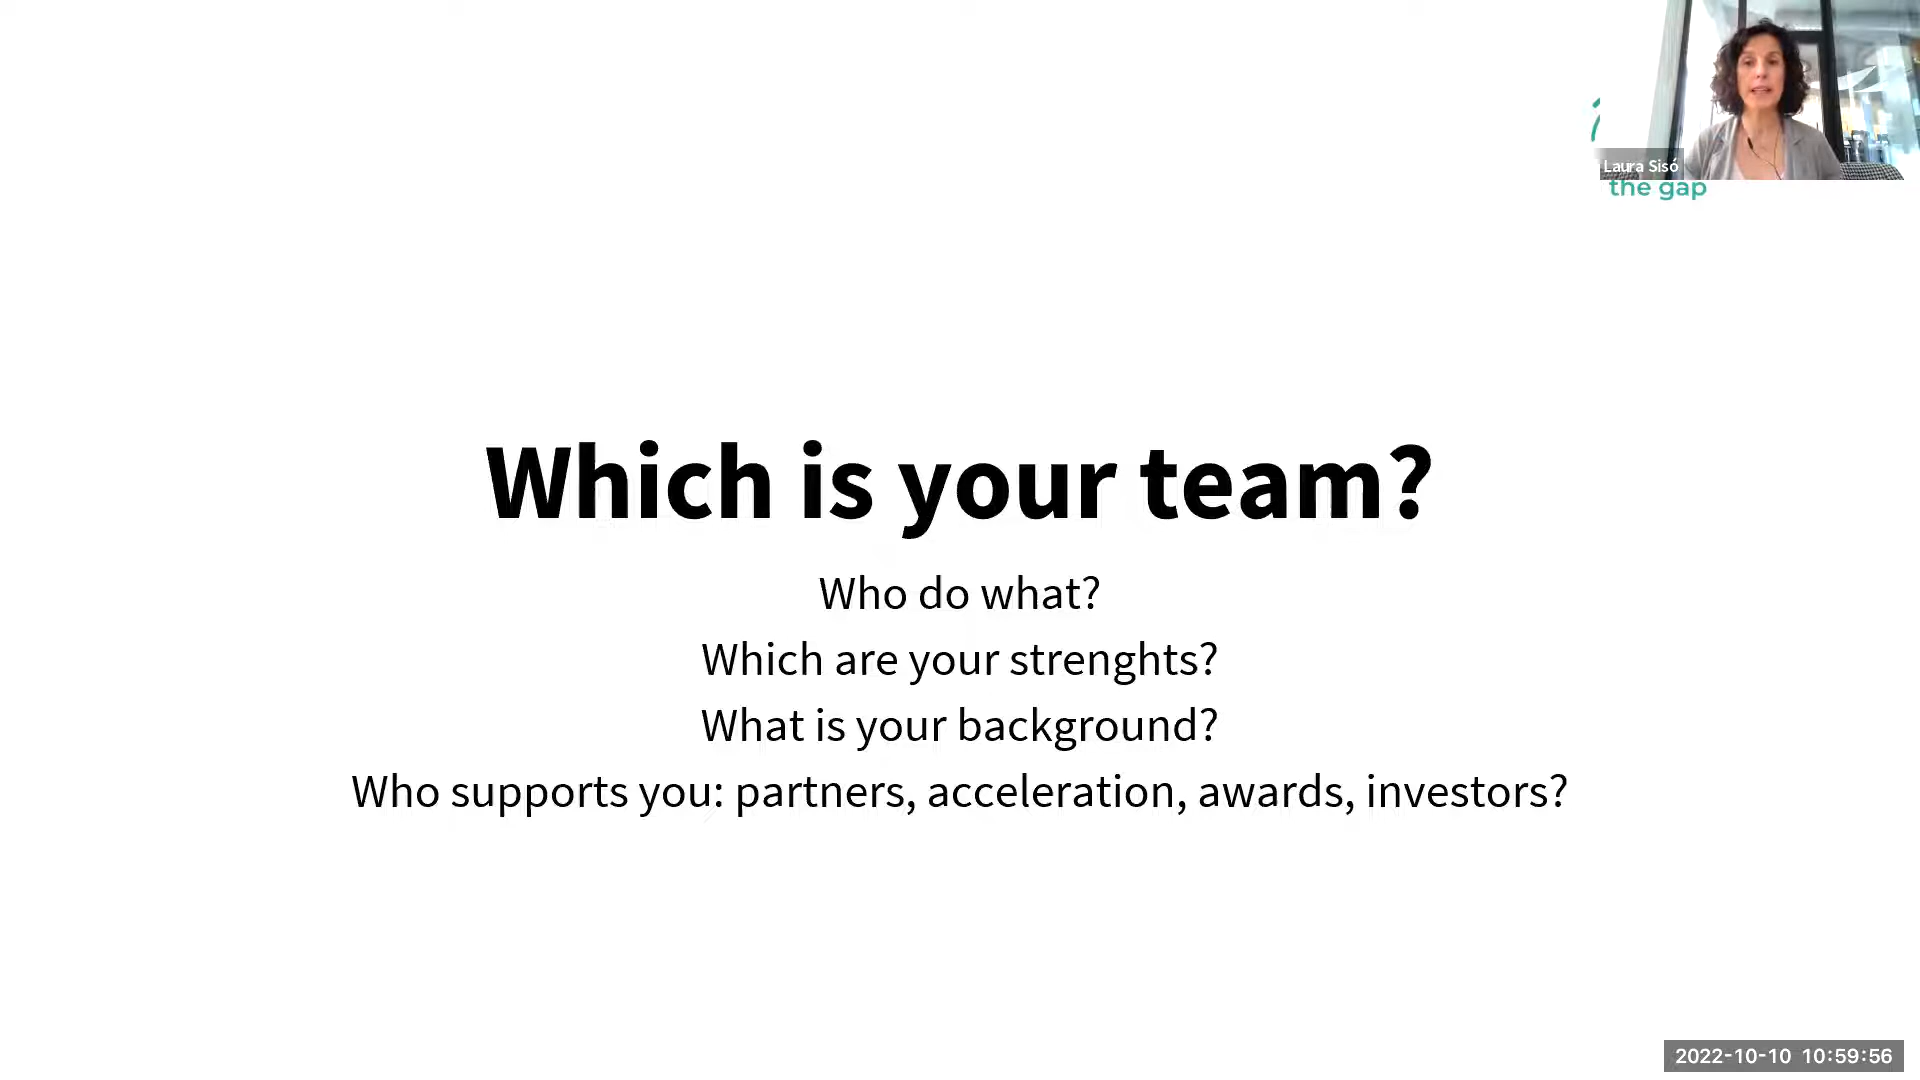 Laura Sisó
the gap
Which is your team?
Who do what?
Which are your strenghts?
What is your background?
Who supports you: partners, acceleration, awards, investors?
2022-10-10 10:59:56